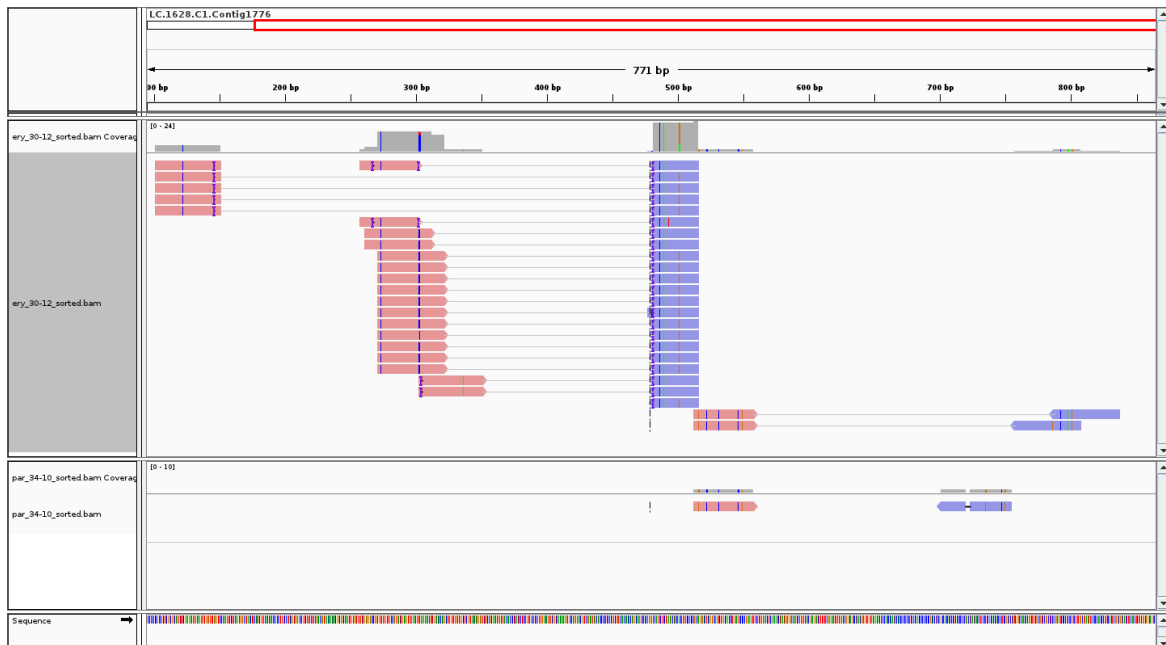 LC.1628.C1.Contig1776
771 bp
00 bp 200 bp 300 bp 400 bp 500 bp 600 bp 700 bp 800 bp
[0 - 24]
ery_30-12_sorted.bam Coverag
ery_30-12_sorted.bam
[0 - 10]
par_34-10_sorted.bam Coverag
par_34-10_sorted.bam
Sequence